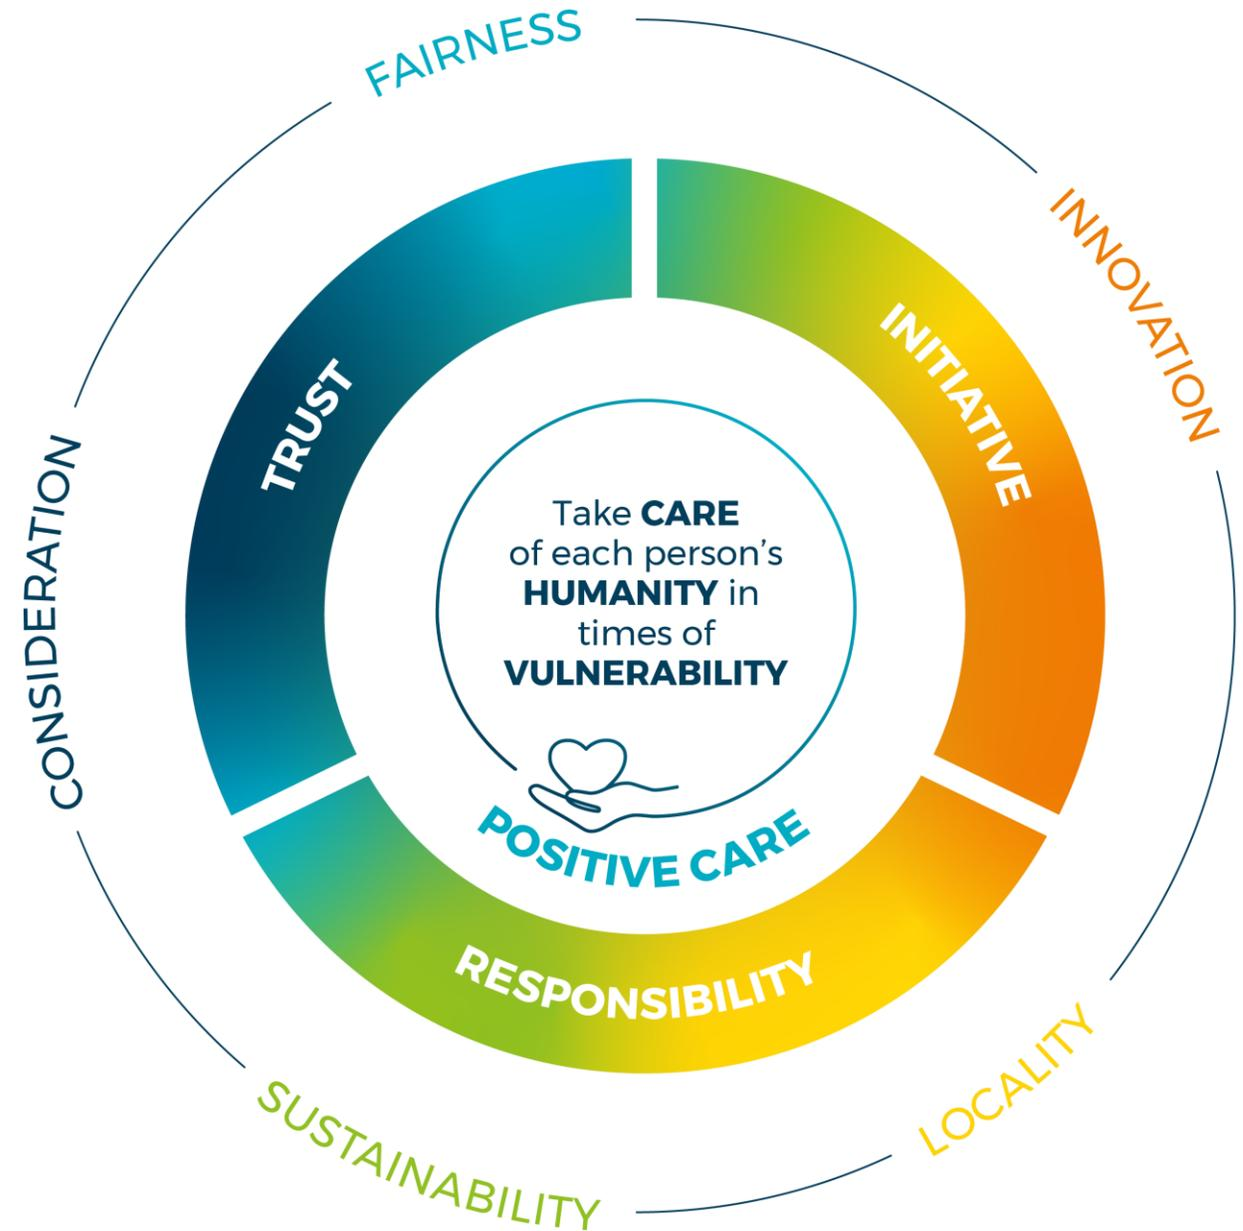 FAIRNESS
INNOVATION
TRUST
INITIATIVE
CONSIDERATION
Take CARE
of each person’s
HUMANITY in
times of
VULNERABILITY
POSITIVE CARE
RESPONSIBILITY
LOCALITY
SUSTAINABILITY